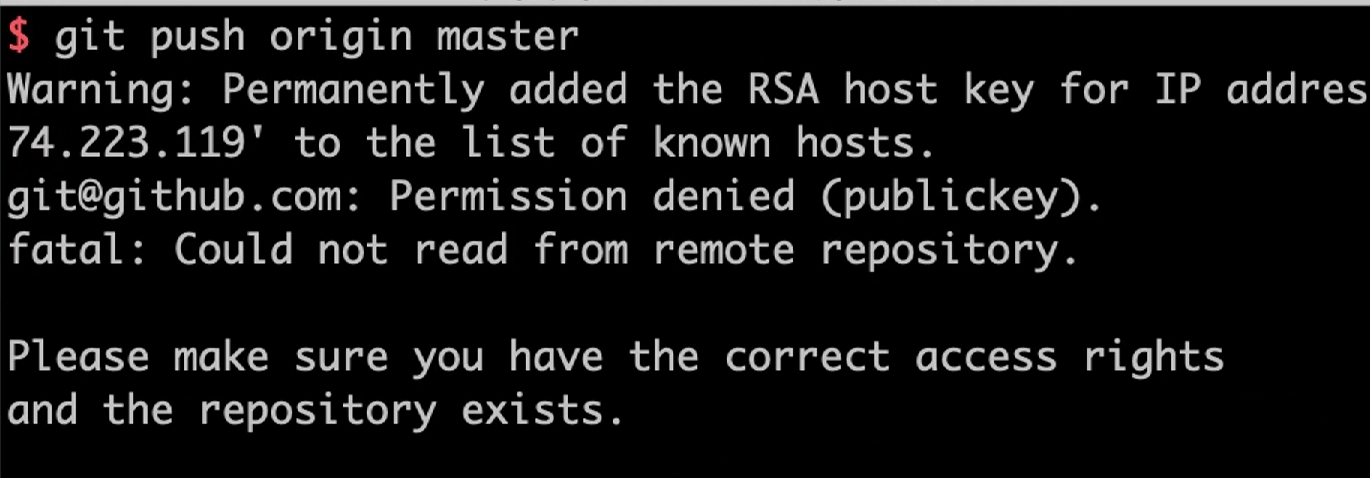 $ git push origin master
Warning: Permanently added the RSA host key for IP addres
74.223.119' to the list of known hosts.
git@github.com: Permission denied (publickey).
fatal: Could not read from remote repository.
Please make sure you have the correct access rights
and the repository exists.